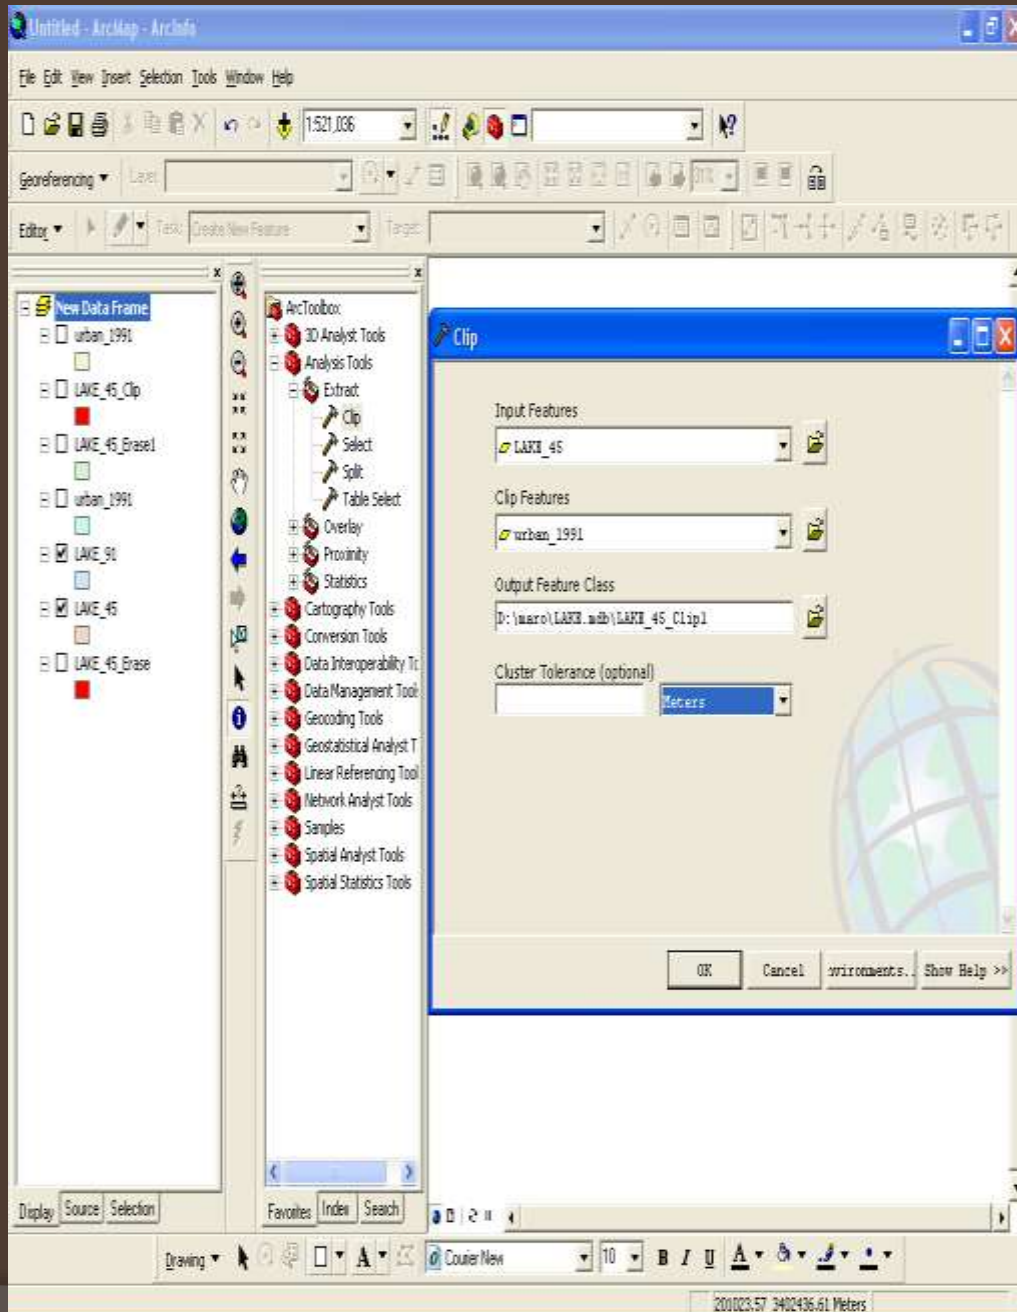 Untitled - ArcMap - ArcInfo
File Edit View Insert Selection Tools Window Help
1:521,036
Georeferencing Layer:
Editor Task: Create New Feature Target:
New Data Frame
urban_1991
LAKE_45_Clip
LAKE_45_Erase1
urban_1991
LAKE_91
LAKE_45
LAKE_45_Erase
Display Source Selection
ArcToolbox
3D Analyst Tools
Analysis Tools
Extract
Clip
Select
Split
Table Select
Overlay
Proximity
Statistics
Cartography Tools
Conversion Tools
Data Interoperability To
Data Management Tools
Geocoding Tools
Geostatistical Analyst T
Linear Referencing Tool
Network Analyst Tools
Samples
Spatial Analyst Tools
Spatial Statistics Tools
Favorites Index Search
Clip
Input Features
LAKE_45
Clip Features
urban_1991
Output Feature Class
D:\maro\LAKE.mdb\LAKE_45_Clip1
Cluster Tolerance (optional)
Meters
OK Cancel vironments.. Show Help >>
Drawing A Courier New 10 B I U A
201023.57 3402436.61 Meters